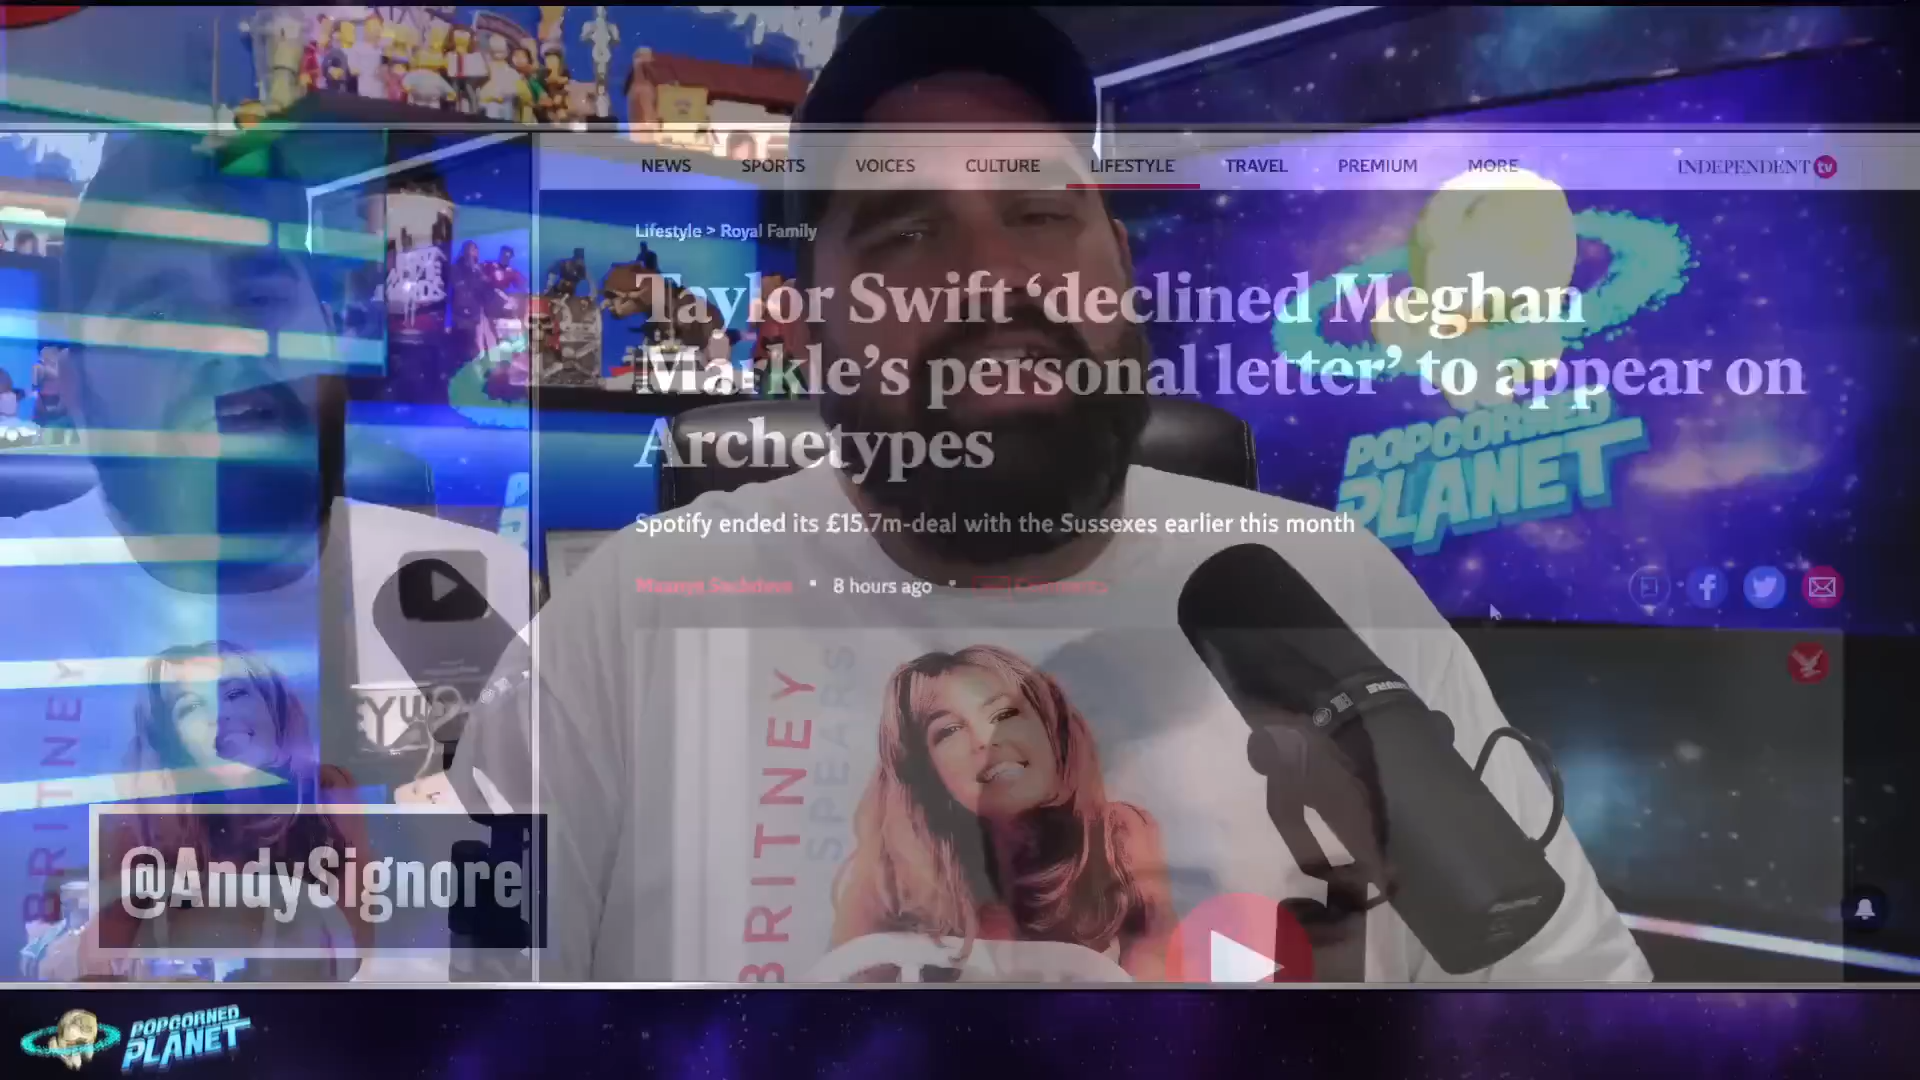 NEWS SPORTS VOICES CULTURE LIFESTYLE TRAVEL PREMIUM MORE INDEPENDENT tv
Lifestyle > Royal Family
Taylor Swift ‘declined Meghan
Markle’s personal letter’ to appear on
Archetypes
Spotify ended its £15.7m-deal with the Sussexes earlier this month
8 hours ago
POPCORNED
PLANET
BRITNEY
SPEARS
BRITNEY
@AndySignore
POPCORNED
PLANET